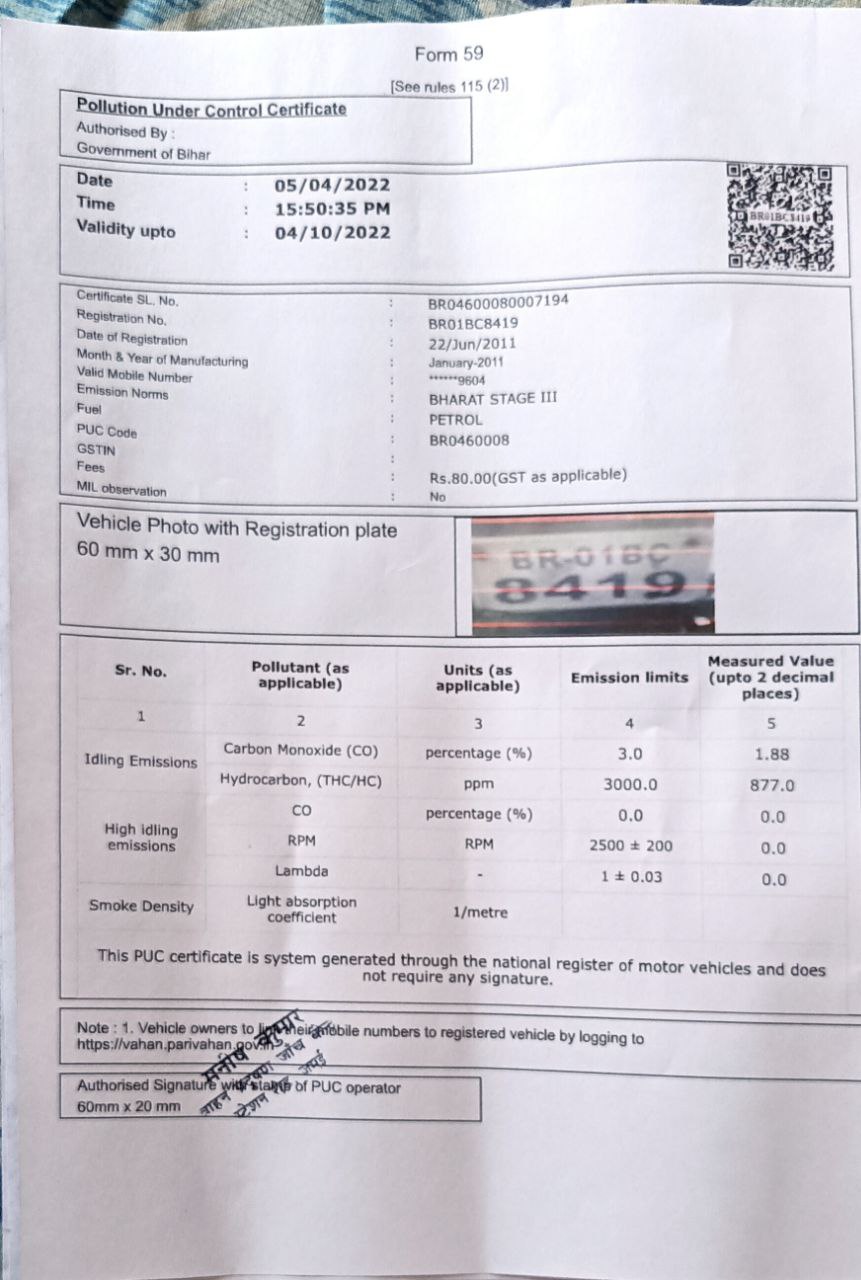 Form 59
[See rules 115 (2)]
Pollution Under Control Certificate
Authorised By :
Government of Bihar
Date : 05/04/2022
Time : 15:50:35 PM
Validity upto : 04/10/2022
BR01BC8419
Certificate SL. No. : BR04600080007194
Registration No. : BR01BC8419
Date of Registration : 22/Jun/2011
Month & Year of Manufacturing : January-2011
Valid Mobile Number : ******9604
Emission Norms : BHARAT STAGE III
Fuel : PETROL
PUC Code : BR0460008
GSTIN :
Fees : Rs.80.00(GST as applicable)
MIL observation : No
Vehicle Photo with Registration plate
60 mm x 30 mm
BR-01BC
8419
Sr. No. Pollutant (as applicable) Units (as applicable) Emission limits Measured Value (upto 2 decimal places)
1 2 3 4 5
Idling Emissions Carbon Monoxide (CO) percentage (%) 3.0 1.88
Hydrocarbon, (THC/HC) ppm 3000.0 877.0
High idling emissions CO percentage (%) 0.0 0.0
RPM RPM 2500 ± 200 0.0
Lambda - 1 ± 0.03 0.0
Smoke Density Light absorption coefficient 1/metre
This PUC certificate is system generated through the national register of motor vehicles and does
not require any signature.
Note : 1. Vehicle owners to link their mobile numbers to registered vehicle by logging to
https://vahan.parivahan.gov.in
मनीष कुमार
वाहन जाँच
स्टेशन रोड
Authorised Signature with stamp of PUC operator
60mm x 20 mm